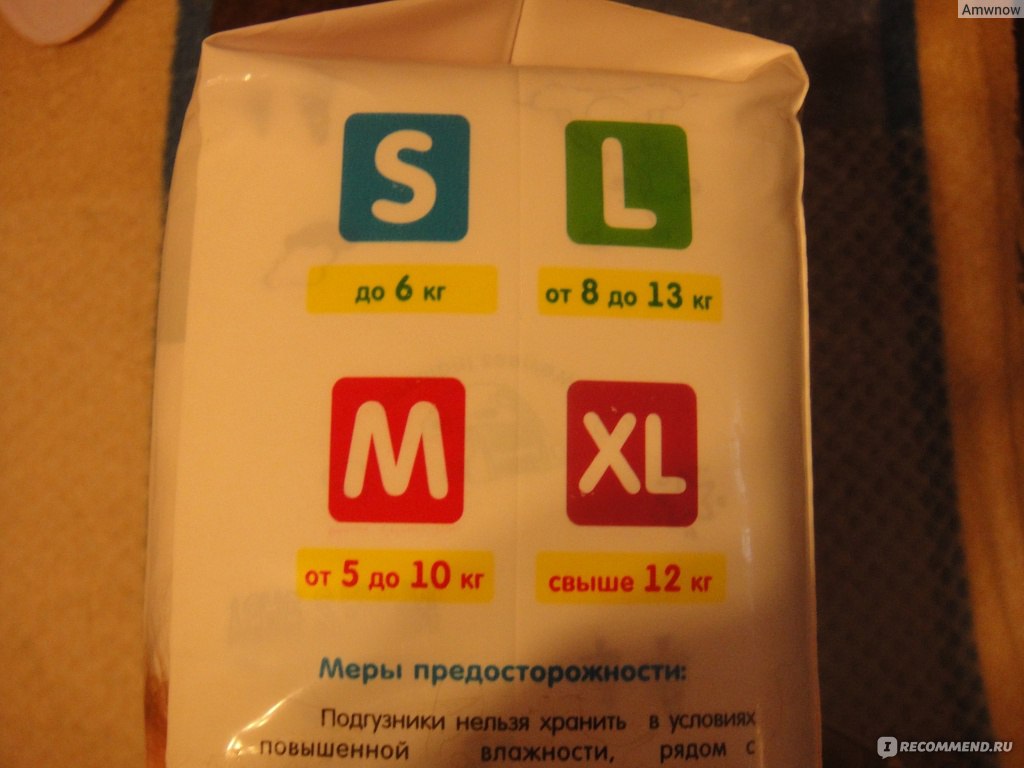 Amwnow
S
L
до 6 кг
от 8 до 13 кг
M
XL
от 5 до 10 кг
свыше 12 кг
Меры предосторожности:
Подгузники нельзя хранить в условиях
повышенной влажности, рядом с
IRECOMMEND.RU